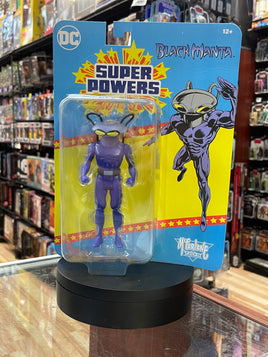 DC
BLACK MANTA
12+
SUPER
POWERS
McFarlane